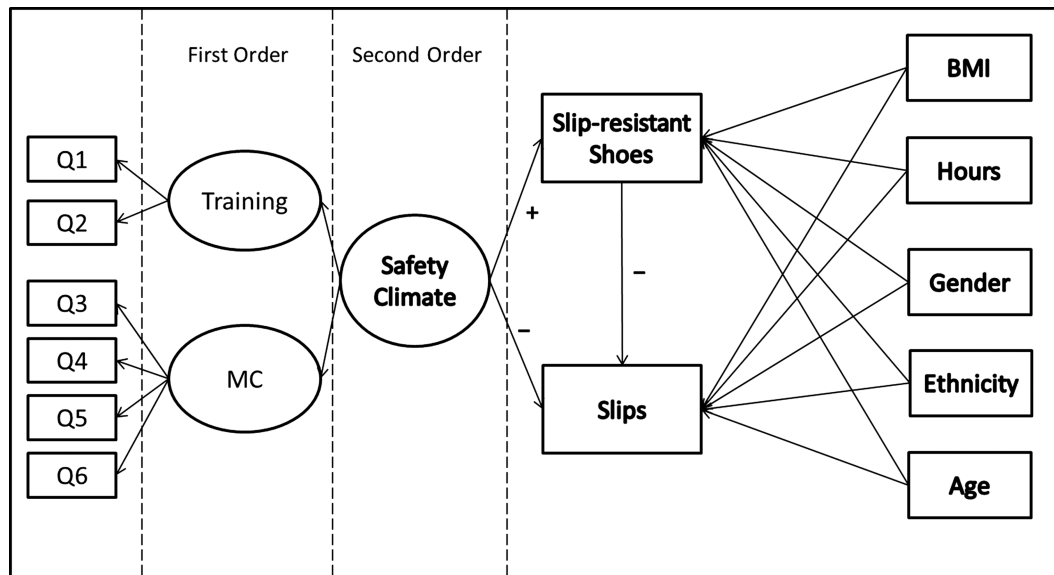 First Order
Second Order
Q1
Q2
Q3
Q4
Q5
Q6
Training
MC
Safety
Climate
+
−
Slip-resistant
Shoes
−
Slips
BMI
Hours
Gender
Ethnicity
Age